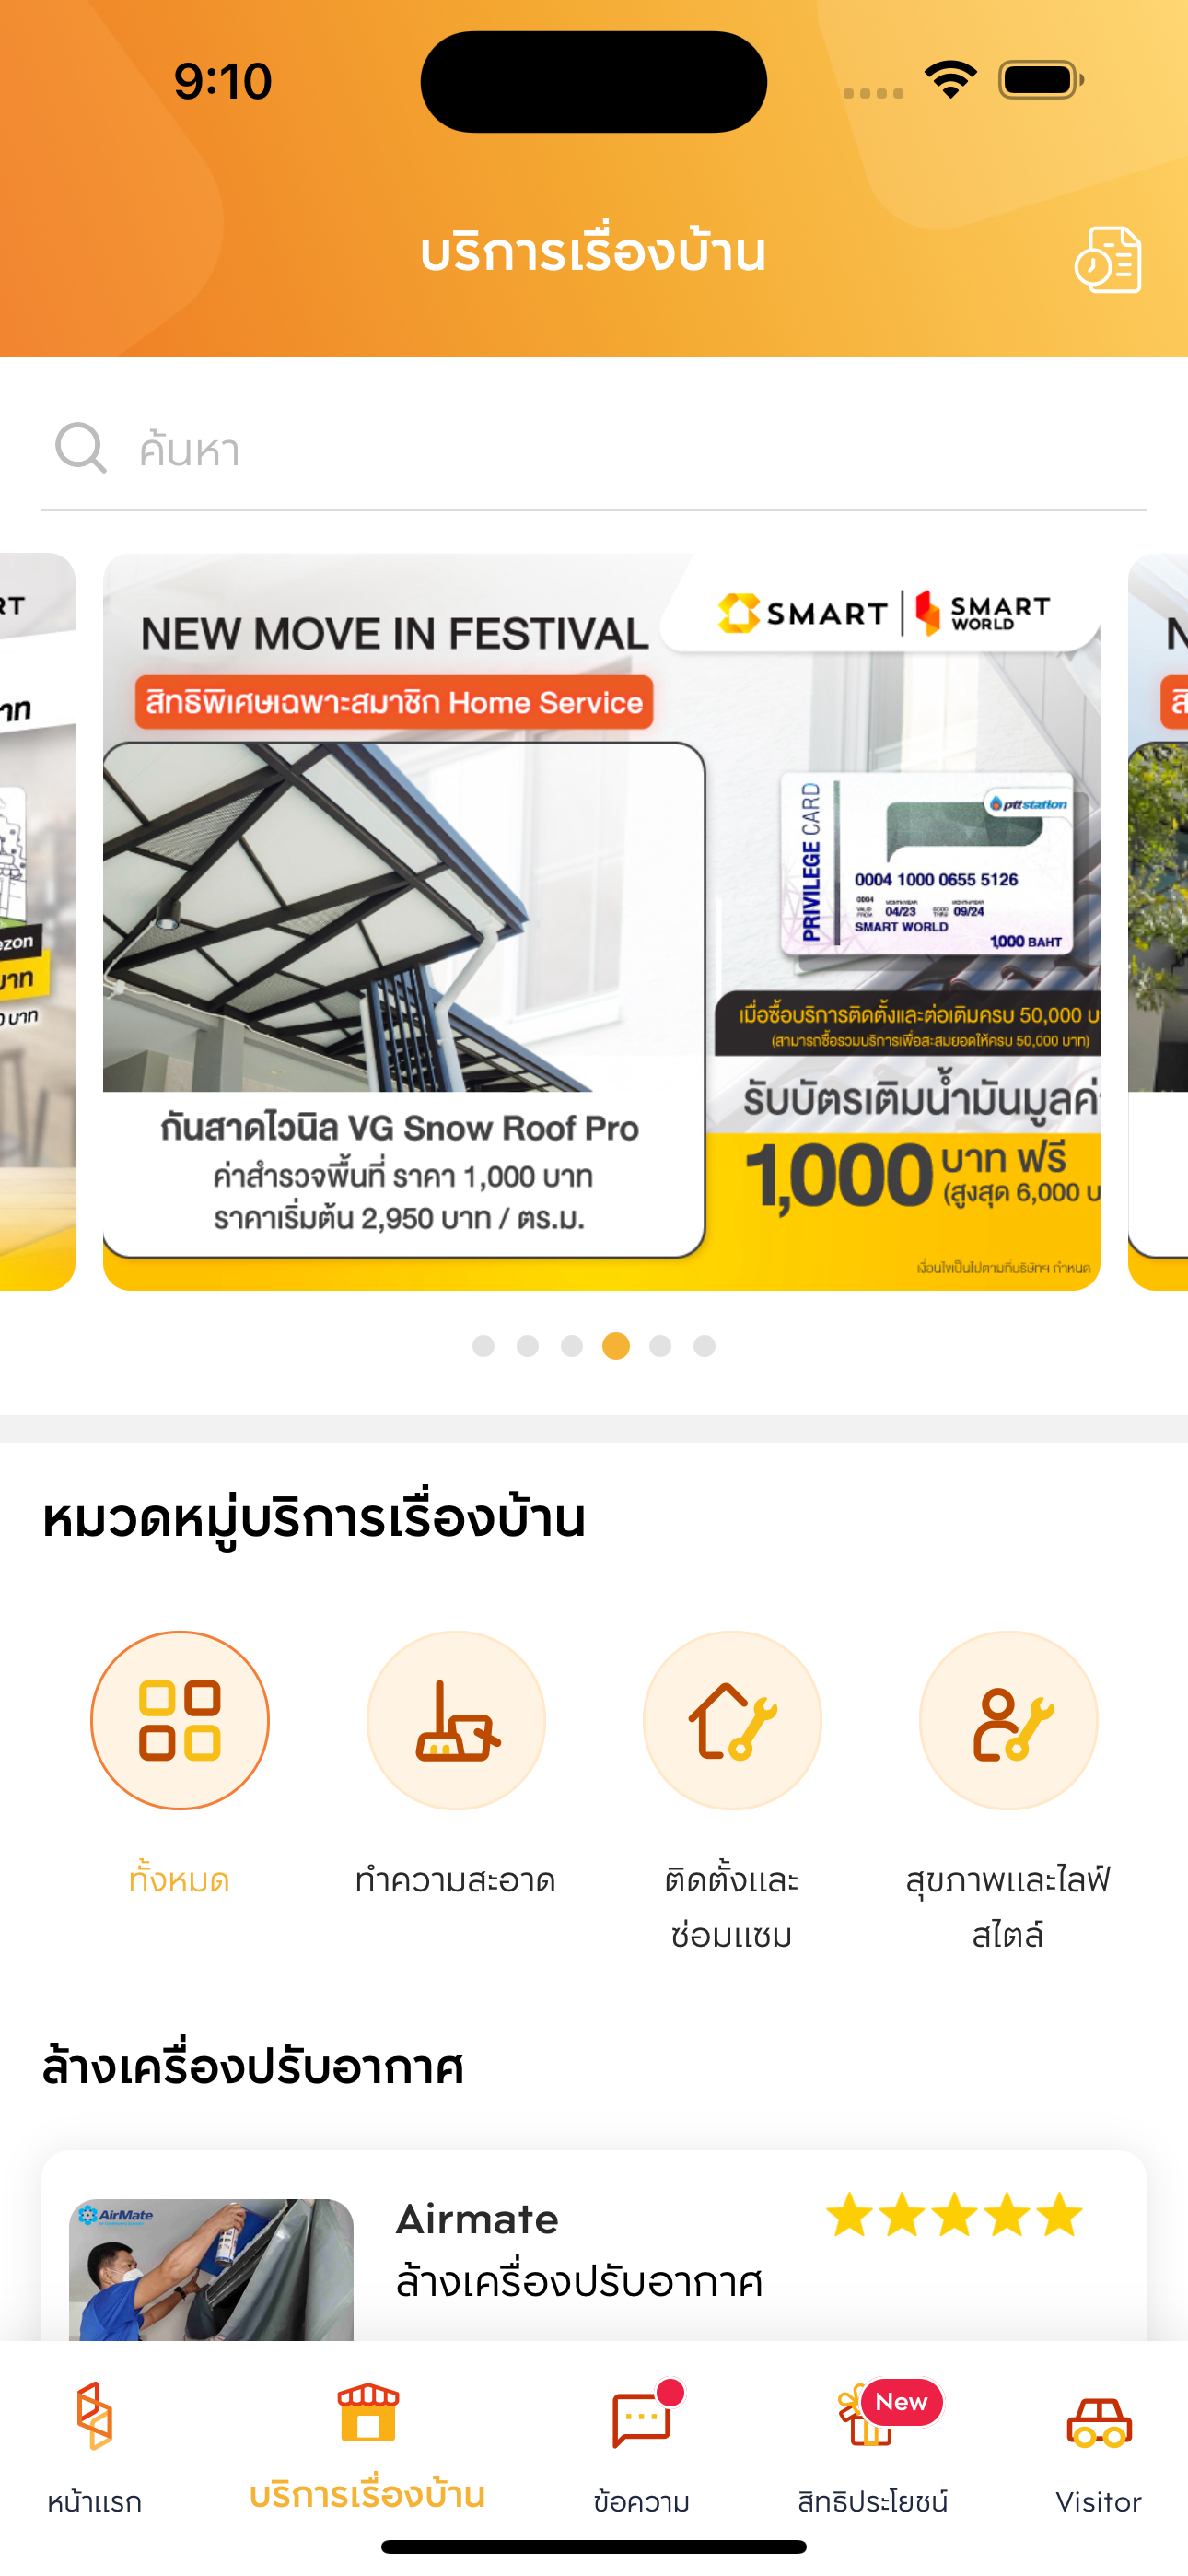 9:10
บริการเรื่องบ้าน
ค้นหา
NEW MOVE IN FESTIVAL
SMART | SMART WORLD
สิทธิพิเศษเฉพาะสมาชิก Home Service
PRIVILEGE CARD
pttstation
0004 1000 0655 5126
0004
VALID FROM 04/23 GOOD THRU 09/24
SMART WORLD
1,000 BAHT
เมื่อซื้อบริการติดตั้งและต่อเติมครบ 50,000 บ
(สามารถซื้อรวมบริการเพื่อสะสมยอดให้ครบ 50,000 บาท)
รับบัตรเติมน้ำมันมูลค่
1,000 บาท ฟรี
(สูงสุด 6,000 บ
กันสาดไวนิล VG Snow Roof Pro
ค่าสำรวจพื้นที่ ราคา 1,000 บาท
ราคาเริ่มต้น 2,950 บาท / ตร.ม.
เงื่อนไขเป็นไปตามที่บริษัทฯ กำหนด
หมวดหมู่บริการเรื่องบ้าน
ทั้งหมด
ทำความสะอาด
ติดตั้งและ
ซ่อมแซม
สุขภาพและไลฟ์
สไตล์
ล้างเครื่องปรับอากาศ
AirMate
Airmate
ล้างเครื่องปรับอากาศ
New
หน้าแรก
บริการเรื่องบ้าน
ข้อความ
สิทธิประโยชน์
Visitor